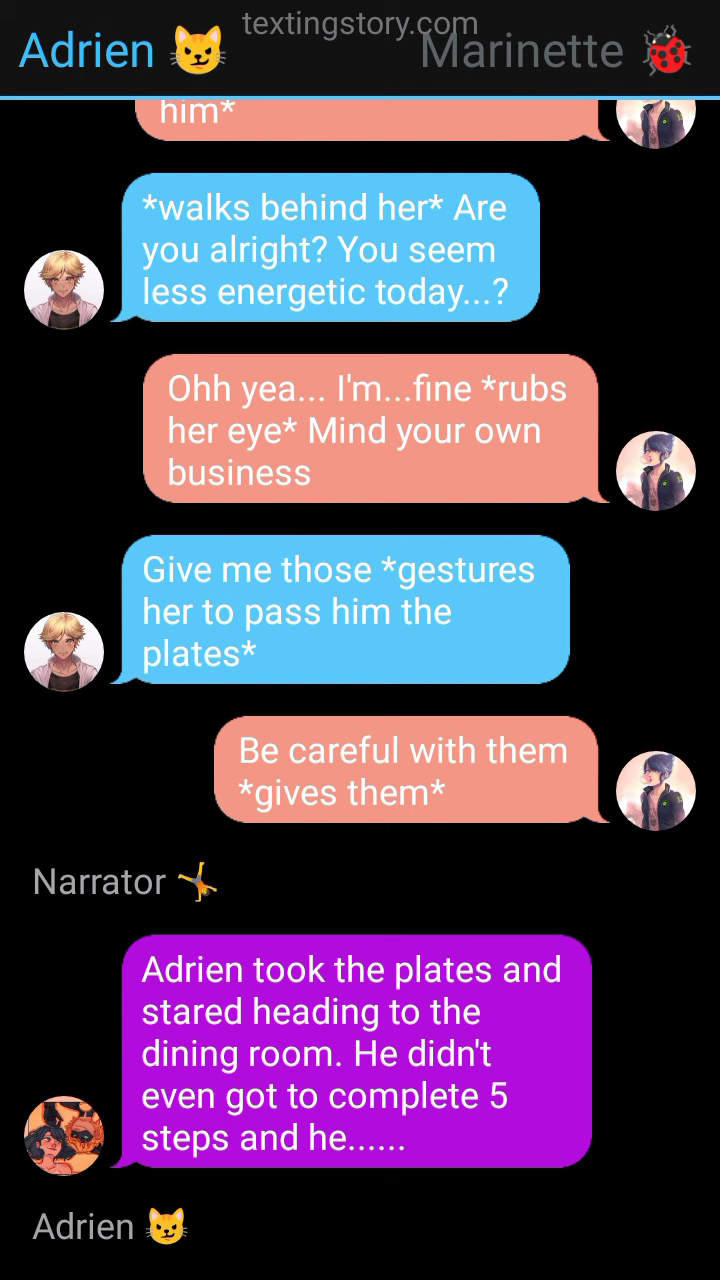 textingstory.com
Adrien 😼 Marinette 🐞
him*
*walks behind her* Are
you alright? You seem
less energetic today...?
Ohh yea... I'm...fine *rubs
her eye* Mind your own
business
Give me those *gestures
her to pass him the
plates*
Be careful with them
*gives them*
Narrator 🤸
Adrien took the plates and
stared heading to the
dining room. He didn't
even got to complete 5
steps and he......
Adrien 😼